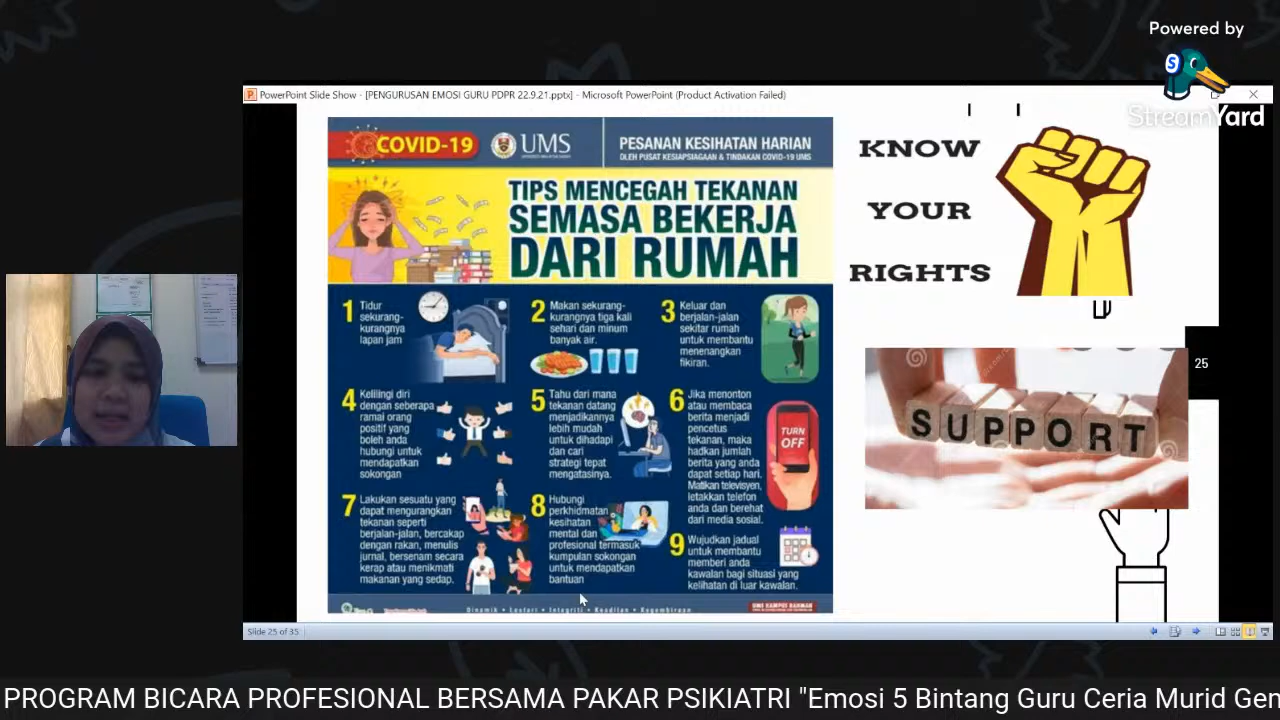 Powered by
S
StreamYard
PowerPoint Slide Show - [PENGURUSAN EMOSI GURU PDPR 22.9.21.pptx] - Microsoft PowerPoint (Product Activation Failed)
COVID-19
UMS
PESANAN KESIHATAN HARIAN
OLEH PUSAT KESIAPSIAGAAN & TINDAKAN COVID-19 UMS
TIPS MENCEGAH TEKANAN
SEMASA BEKERJA
DARI RUMAH
1 Tidur
sekurang-
kurangnya
lapan jam
2 Makan sekurang-
kurangnya tiga kali
sehari dan minum
banyak air.
3 Keluar dan
berjalan-jalan
sekitar rumah
untuk membantu
menenangkan
fikiran.
4 Kelilingi diri
dengan seberapa
ramai orang
positif yang
boleh anda
hubungi untuk
mendapatkan
sokongan
5 Tahu dari mana
tekanan datang
menjadikannya
lebih mudah
untuk dihadapi
dan cari
strategi tepat
mengatasinya.
6 Jika menonton
atau membaca
berita menjadi
pencetus
tekanan, maka
hadkan jumlah
berita yang anda
dapat setiap hari.
Matikan televisyen,
letakkan telefon
anda dan berehat
dari media sosial.
TURN
OFF
7 Lakukan sesuatu yang
dapat mengurangkan
tekanan seperti
berjalan-jalan, bercakap
dengan rakan, menulis
jurnal, bersenam secara
kerap atau menikmati
makanan yang sedap.
8 Hubungi
perkhidmatan
kesihatan
mental dan
profesional termasuk
kumpulan sokongan
untuk mendapatkan
bantuan
9 Wujudkan jadual
untuk membantu
memberi anda
kawalan bagi situasi yang
kelihatan di luar kawalan.
Dinamik • Lestari • Integriti • Keadilan • Kegembiraan
KNOW
YOUR
RIGHTS
SUPPORT
25
Slide 25 of 35
PROGRAM BICARA PROFESIONAL BERSAMA PAKAR PSIKIATRI "Emosi 5 Bintang Guru Ceria Murid Gem